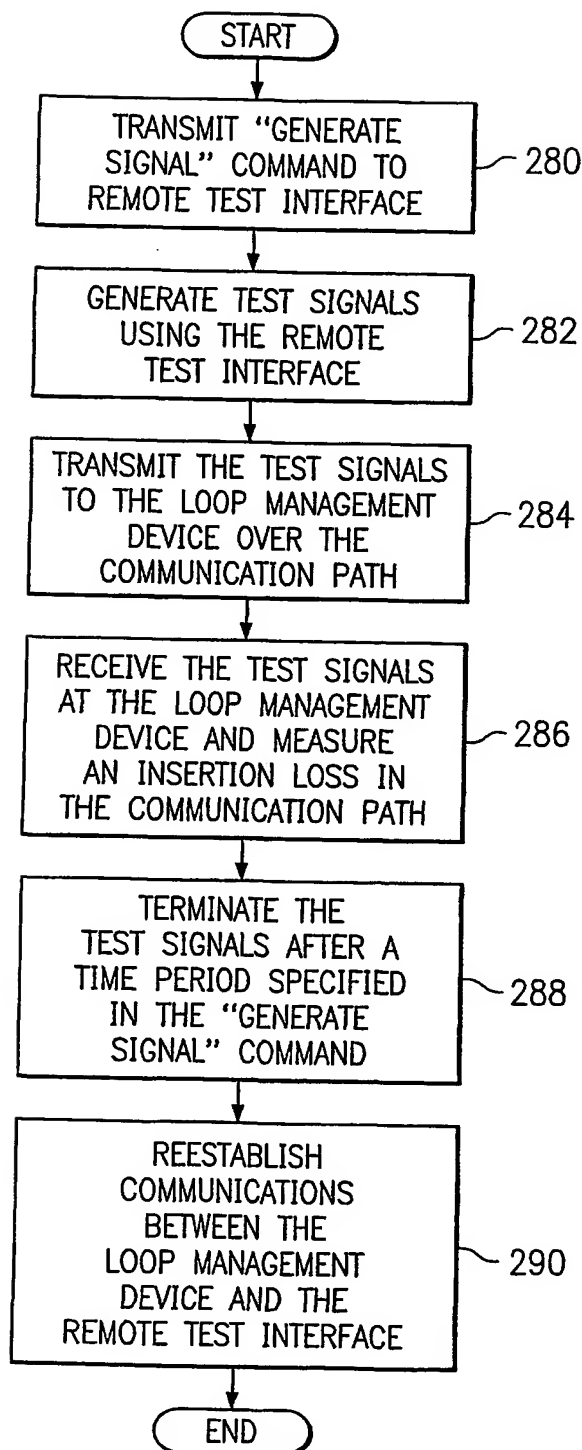 START
TRANSMIT “GENERATE
SIGNAL” COMMAND TO
REMOTE TEST INTERFACE
280
GENERATE TEST SIGNALS
USING THE REMOTE
TEST INTERFACE
282
TRANSMIT THE TEST SIGNALS
TO THE LOOP MANAGEMENT
DEVICE OVER THE
COMMUNICATION PATH
284
RECEIVE THE TEST SIGNALS
AT THE LOOP MANAGEMENT
DEVICE AND MEASURE
AN INSERTION LOSS IN
THE COMMUNICATION PATH
286
TERMINATE THE
TEST SIGNALS AFTER A
TIME PERIOD SPECIFIED
IN THE “GENERATE
SIGNAL” COMMAND
288
REESTABLISH
COMMUNICATIONS
BETWEEN THE
LOOP MANAGEMENT
DEVICE AND THE
REMOTE TEST INTERFACE
290
END